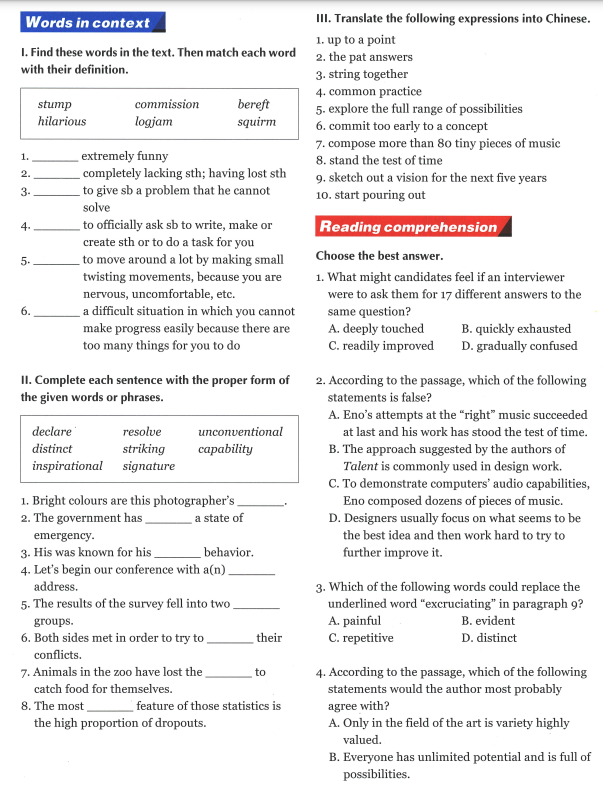 Words in context
I. Find these words in the text. Then match each word
with their definition.
stump commission bereft
hilarious logjam squirm
1. _______ extremely funny
2. _______ completely lacking sth; having lost sth
3. _______ to give sb a problem that he cannot
solve
4. _______ to officially ask sb to write, make or
create sth or to do a task for you
5. _______ to move around a lot by making small
twisting movements, because you are
nervous, uncomfortable, etc.
6. _______ a difficult situation in which you cannot
make progress easily because there are
too many things for you to do
II. Complete each sentence with the proper form of
the given words or phrases.
declare resolve unconventional
distinct striking capability
inspirational signature
1. Bright colours are this photographer's _______.
2. The government has _______ a state of
emergency.
3. His was known for his _______ behavior.
4. Let's begin our conference with a(n) _______
address.
5. The results of the survey fell into two _______
groups.
6. Both sides met in order to try to _______ their
conflicts.
7. Animals in the zoo have lost the _______ to
catch food for themselves.
8. The most _______ feature of those statistics is
the high proportion of dropouts.
III. Translate the following expressions into Chinese.
1. up to a point
2. the pat answers
3. string together
4. common practice
5. explore the full range of possibilities
6. commit too early to a concept
7. compose more than 80 tiny pieces of music
8. stand the test of time
9. sketch out a vision for the next five years
10. start pouring out
Reading comprehension
Choose the best answer.
1. What might candidates feel if an interviewer
were to ask them for 17 different answers to the
same question?
A. deeply touched B. quickly exhausted
C. readily improved D. gradually confused
2. According to the passage, which of the following
statements is false?
A. Eno's attempts at the "right" music succeeded
at last and his work has stood the test of time.
B. The approach suggested by the authors of
Talent is commonly used in design work.
C. To demonstrate computers' audio capabilities,
Eno composed dozens of pieces of music.
D. Designers usually focus on what seems to be
the best idea and then work hard to try to
further improve it.
3. Which of the following words could replace the
underlined word "excruciating" in paragraph 9?
A. painful B. evident
C. repetitive D. distinct
4. According to the passage, which of the following
statements would the author most probably
agree with?
A. Only in the field of the art is variety highly
valued.
B. Everyone has unlimited potential and is full of
possibilities.